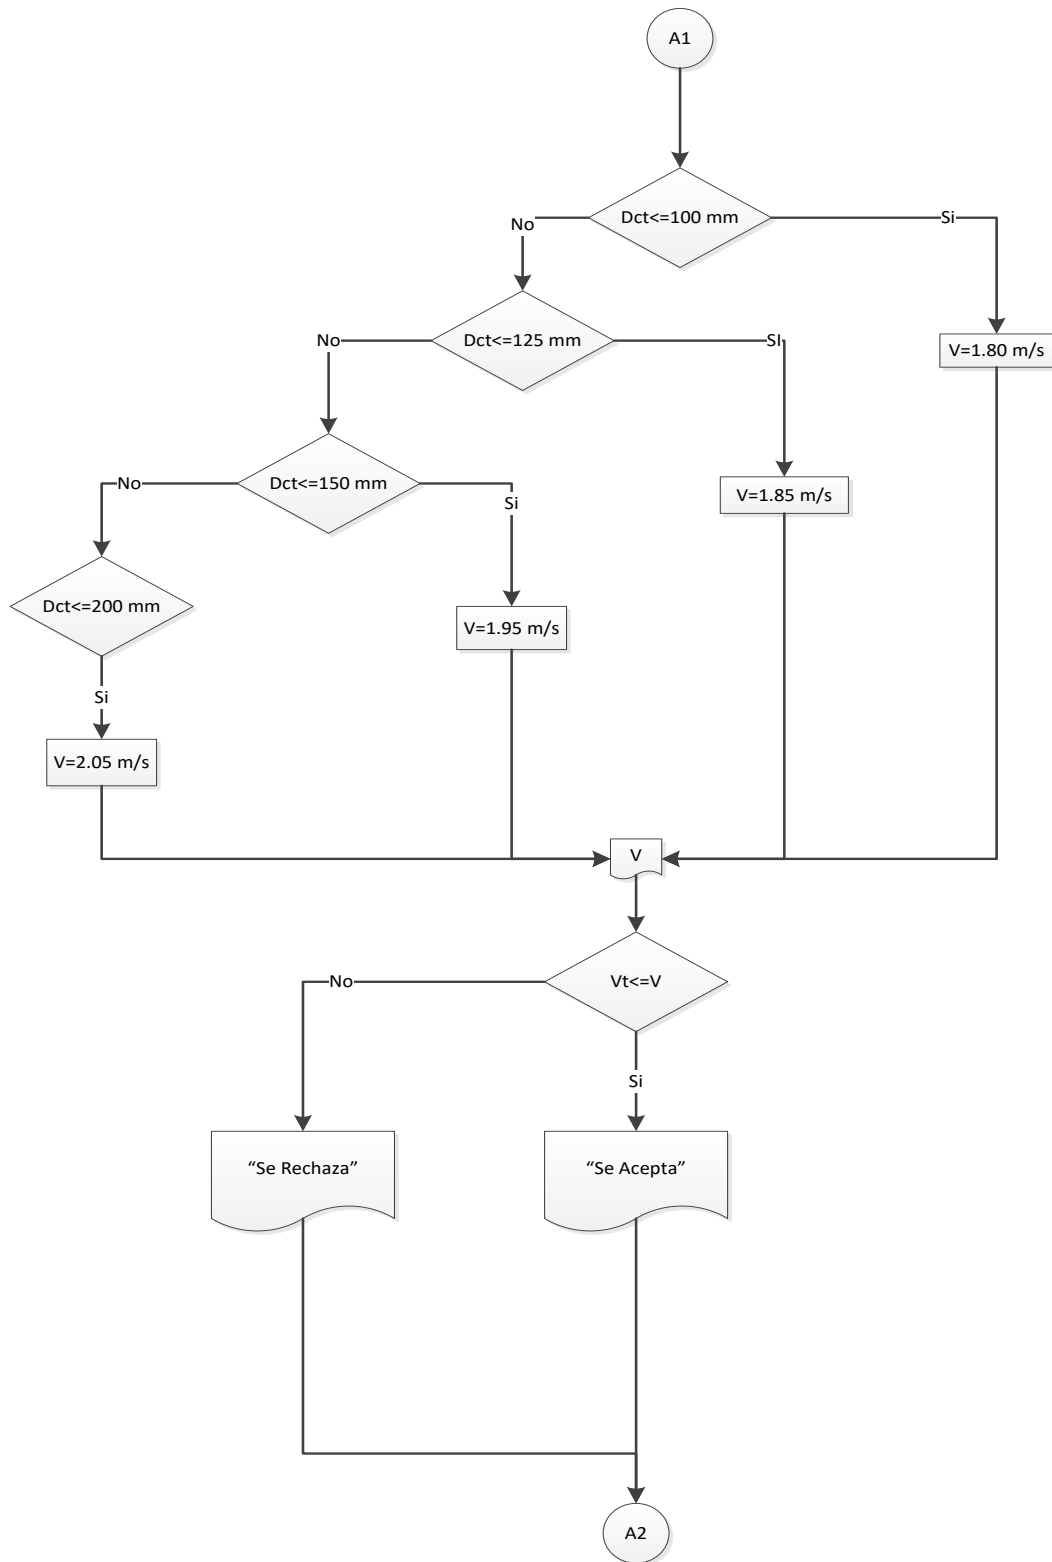 A1
Dct<=100 mm
No
Si
Dct<=125 mm
No
SI
V=1.80 m/s
Dct<=150 mm
No
Si
V=1.85 m/s
Dct<=200 mm
V=1.95 m/s
Si
V=2.05 m/s
V
Vt<=V
No
Si
“Se Rechaza”
“Se Acepta”
A2